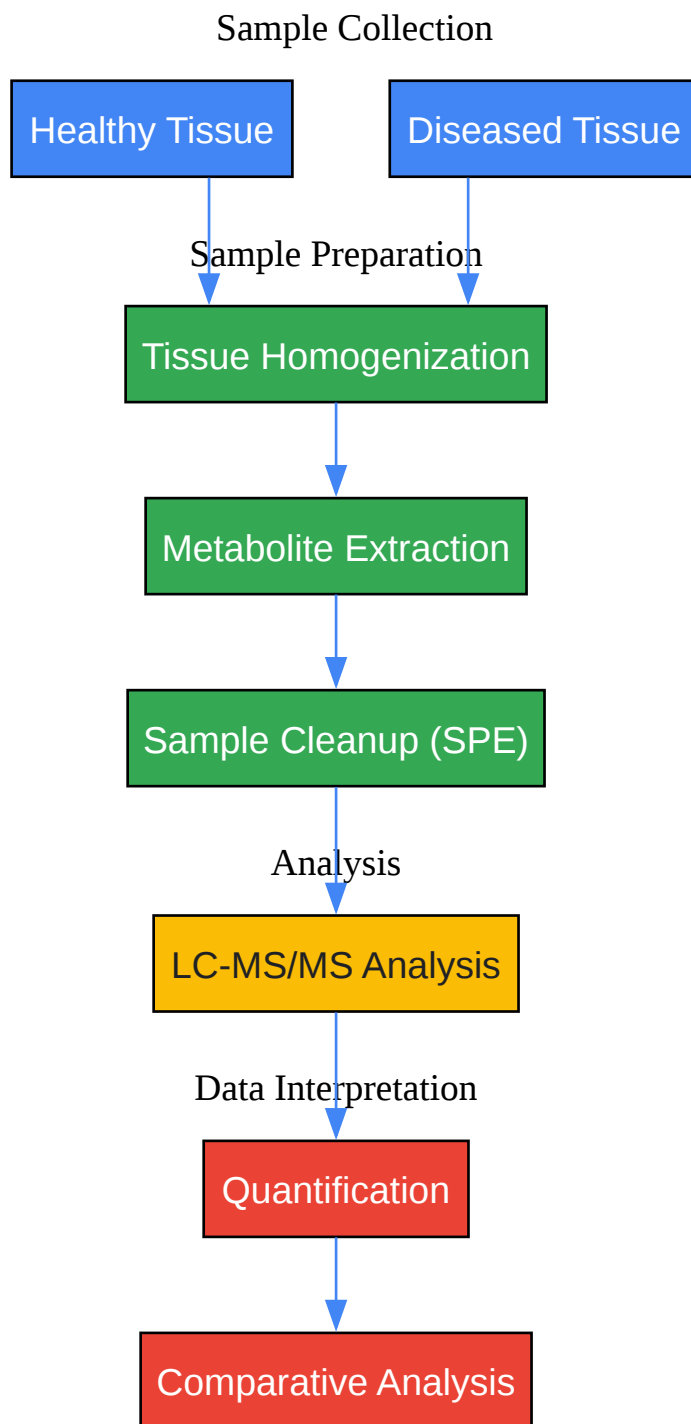 Sample Collection
Healthy Tissue
Diseased Tissue
Sample Preparation
Tissue Homogenization
Metabolite Extraction
Sample Cleanup (SPE)
Analysis
LC-MS/MS Analysis
Data Interpretation
Quantification
Comparative Analysis